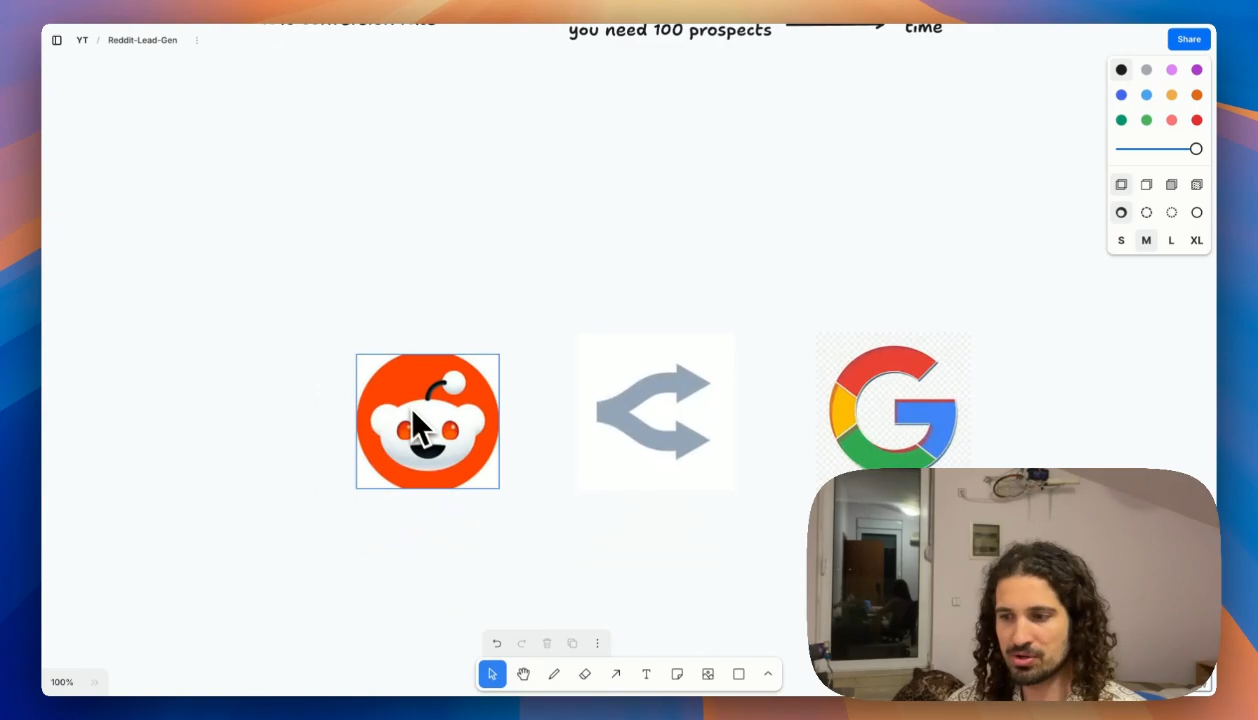 you need 100 prospects
time
YT / Reddit-Lead-Gen
Share
S M L XL
T
100%